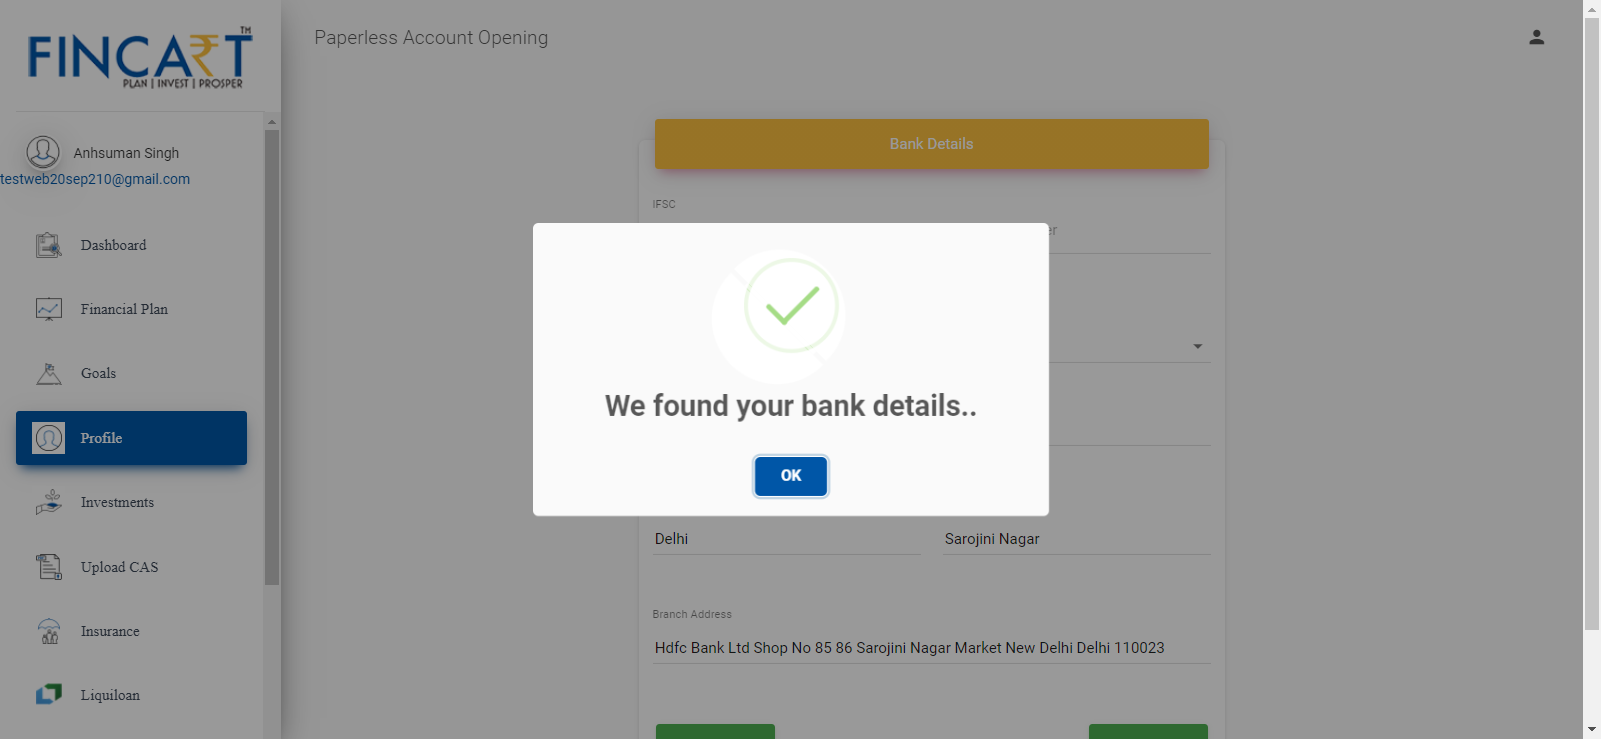 FINCART
TM
PLAN | INVEST | PROSPER
Paperless Account Opening
Anhsuman Singh
testweb20sep210@gmail.com
Dashboard
Financial Plan
Goals
Profile
Investments
Upload CAS
Insurance
Liquiloan
Bank Details
IFSC
We found your bank details..
OK
Delhi
Sarojini Nagar
Branch Address
Hdfc Bank Ltd Shop No 85 86 Sarojini Nagar Market New Delhi Delhi 110023